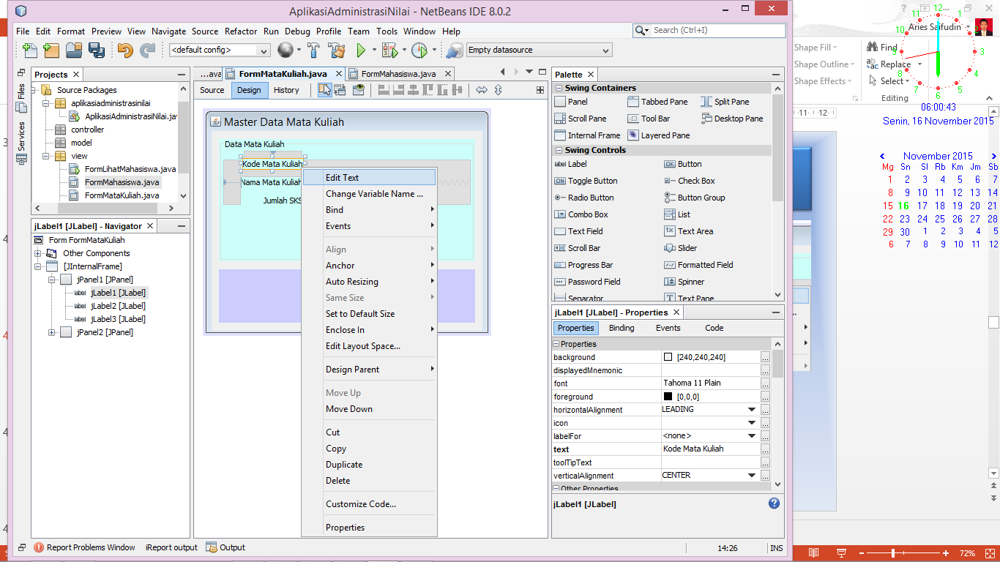 AplikasiAdministrasiNilai - NetBeans IDE 8.0.2
File Edit Format Preview View Navigate Source Refactor Run Debug Profile Team Tools Window Help
Search (Ctrl+I)
<default config>
Empty datasource
Files
Services
Projects
Source Packages
aplikasiadministrasinilai
AplikasiAdministrasiNilai.jav
controller
model
view
FormLihatMahasiswa.java
FormMahasiswa.java
FormMataKuliah.java
jLabel1 [JLabel] - Navigator
Form FormMataKuliah
Other Components
[JInternalFrame]
jPanel1 [JPanel]
label jLabel1 [JLabel]
label jLabel2 [JLabel]
label jLabel3 [JLabel]
jPanel2 [JPanel]
...ava FormMataKuliah.java FormMahasiswa.java
Source Design History
Master Data Mata Kuliah
Data Mata Kuliah
Kode Mata Kuliah
Nama Mata Kuliah
Jumlah SKS
Edit Text
Change Variable Name ...
Bind
Events
Align
Anchor
Auto Resizing
Same Size
Set to Default Size
Enclose In
Edit Layout Space...
Design Parent
Move Up
Move Down
Cut
Copy
Duplicate
Delete
Customize Code...
Properties
Palette
Swing Containers
Panel Tabbed Pane Split Pane
Scroll Pane Tool Bar Desktop Pane
Internal Frame Layered Pane
Swing Controls
label Label OK Button
ON Toggle Button Check Box
Radio Button Button Group
Combo Box List
Text Field tx Text Area
Scroll Bar Slider
Progress Bar Formatted Field
Password Field Spinner
Separator Text Pane
jLabel1 [JLabel] - Properties
Properties Binding Events Code
Properties
background [240,240,240] ...
displayedMnemonic ...
font Tahoma 11 Plain ...
foreground [0,0,0] ...
horizontalAlignment LEADING ...
icon ...
labelFor <none> ...
text Kode Mata Kuliah ...
toolTipText ...
verticalAlignment CENTER ...
Other Properties
jLabel1 [JLabel]
Report Problems Window iReport output Output
14:26 INS
Aries Saifudin
Shape Fill
Shape Outline
Shape Effects
Find
Replace
Select
Editing
12
1
2
3
4
5
6
7
8
9
10
11
06:00:43
Senin, 16 November 2015
11 12
November 2015
Mg Sn Sl Rb Km Jm Sb
1 2 3 4 5 6 7
8 9 10 11 12 13 14
15 16 17 18 19 20 21
22 23 24 25 26 27 28
29 30 1 2 3 4 5
6 7 8 9 10 11 12
72%